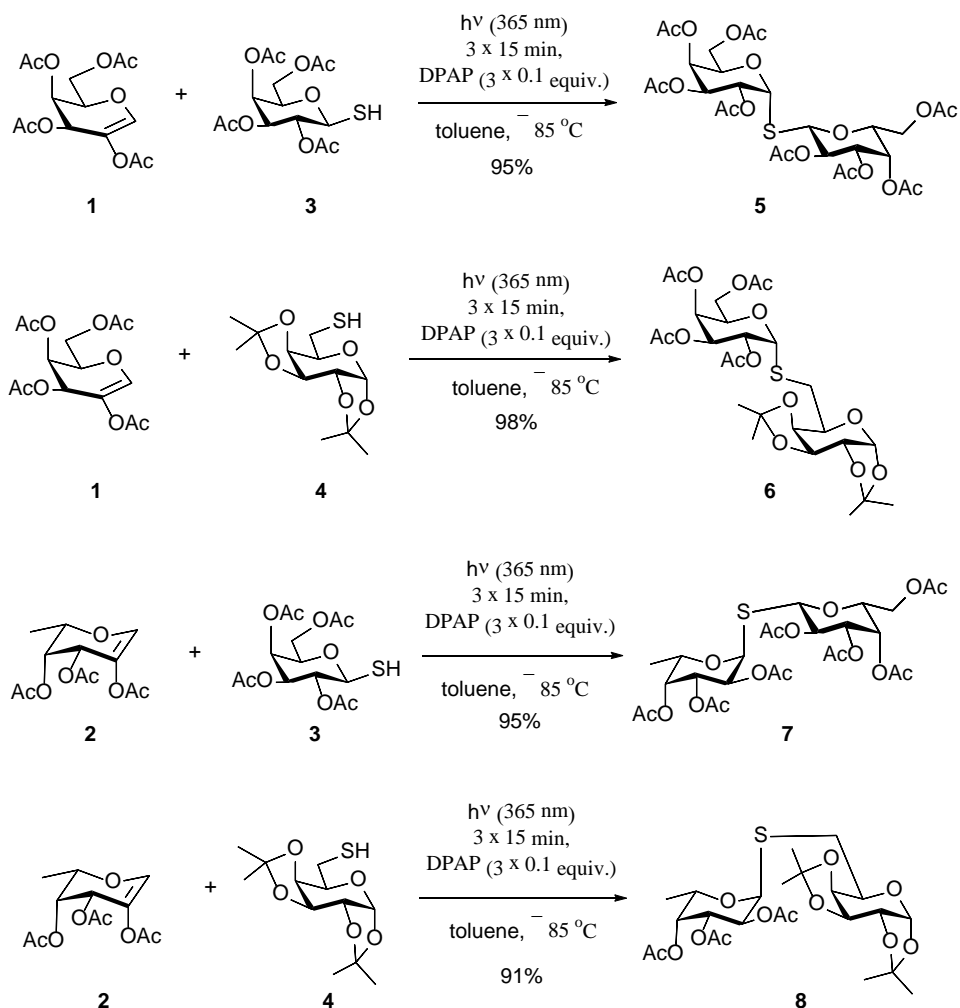 hν (365 nm)
3 x 15 min,
DPAP (3 x 0.1 equiv.)
toluene, ⁻ 85 °C
95%
AcO OAc
AcO
O
OAc
+
OAc OAc
O
AcO
SH
OAc
AcO OAc
O
AcO
AcO
S
O
OAc
AcO
AcO
OAc
1
3
5
hν (365 nm)
3 x 15 min,
DPAP (3 x 0.1 equiv.)
toluene, ⁻ 85 °C
98%
AcO OAc
O
AcO
OAc
+
SH
O
O
O
O
O
AcO OAc
O
AcO
AcO
S
O
O
O
O
O
1
4
6
hν (365 nm)
3 x 15 min,
DPAP (3 x 0.1 equiv.)
toluene, ⁻ 85 °C
95%
O
OAc
AcO
OAc
+
OAc OAc
O
SH
AcO
OAc
S
O
OAc
AcO
AcO
OAc
O
OAc
AcO
AcO
2
3
7
hν (365 nm)
3 x 15 min,
DPAP (3 x 0.1 equiv.)
toluene, ⁻ 85 °C
91%
O
OAc
AcO
OAc
+
SH
O
O
O
O
O
S
O
O
O
O
O
O
OAc
AcO
AcO
2
4
8